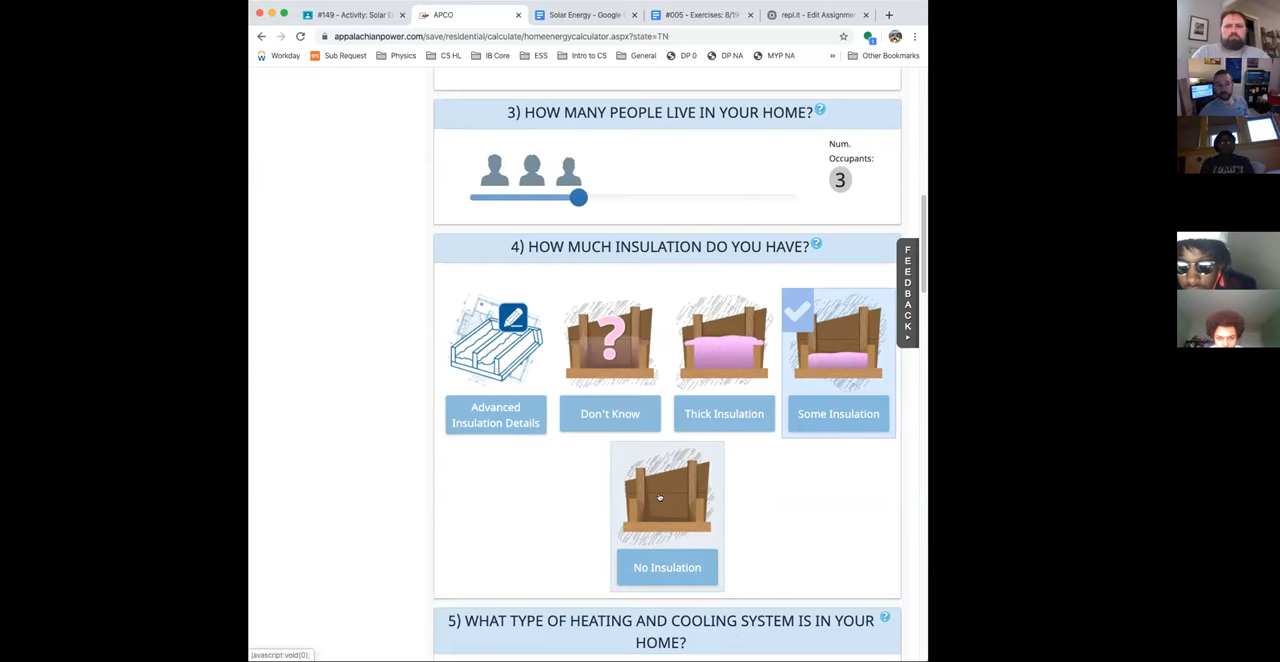 #149 - Activity: Solar E
APCO
Solar Energy - Google D
#005 - Exercises: 8/19
repl.it - Edit Assignmen
appalachianpower.com/save/residential/calculate/homeenergycalculator.aspx?state=TN
Workday
Sub Request
Physics
CS HL
IB Core
ESS
Intro to CS
General
DP 0
DP NA
MYP NA
»
Other Bookmarks
3) HOW MANY PEOPLE LIVE IN YOUR HOME?
Num.
Occupants:
3
4) HOW MUCH INSULATION DO YOU HAVE?
FEEDBACK
Advanced
Insulation Details
Don't Know
Thick Insulation
Some Insulation
No Insulation
5) WHAT TYPE OF HEATING AND COOLING SYSTEM IS IN YOUR
HOME?
javascript:void(0);